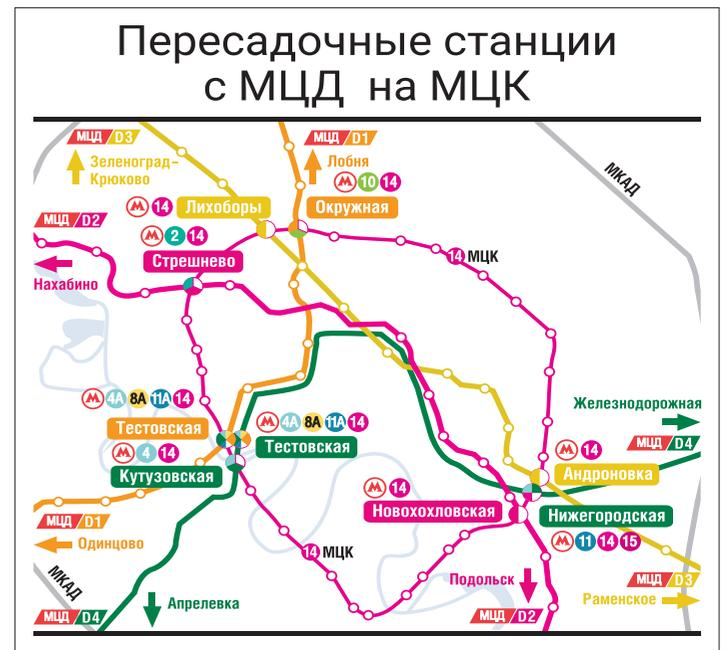 Пересадочные станции
с МЦД на МЦК
МЦД D3
МЦД D1
Зеленоград–
Крюково
Лобня
М 10 14
МКАД
М 14 Лихоборы
Окружная
МЦД D2
М 2 14
Стрешнево
14 МЦК
Нахабино
Железнодорожная
М 4А 8А 11А 14
М 4А 8А 11А 14
МЦД D4
Тестовская
Тестовская
М 4 14
Кутузовская
М 14
Андроновка
М 14
Новохохловская
Нижегородская
МЦД D1
Одинцово
14 МЦК
М 11 14 15
МКАД
Подольск
МЦД D3
Раменское
Апрелевка
МЦД D4
МЦД D2